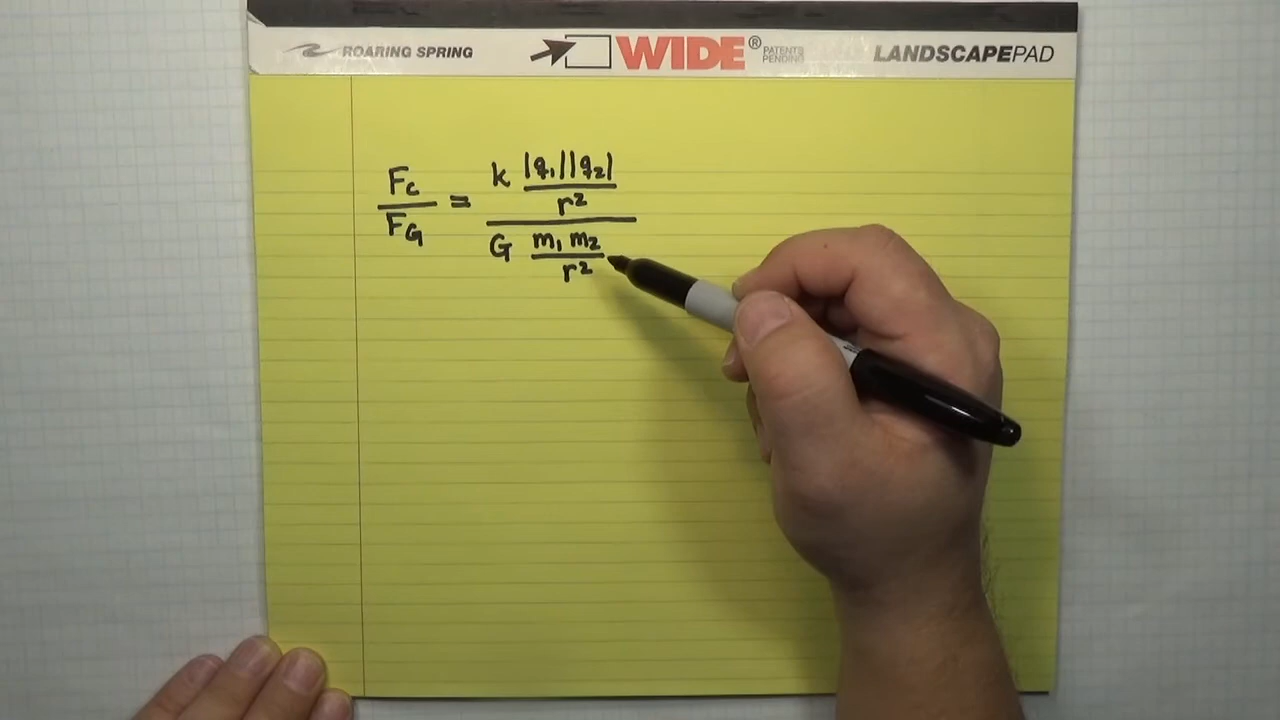 ROARING SPRING WIDE® PATENTS PENDING LANDSCAPEPAD
Fc/FG = (k |q₁||q₂|/r²)/(G m₁ m₂/r²)